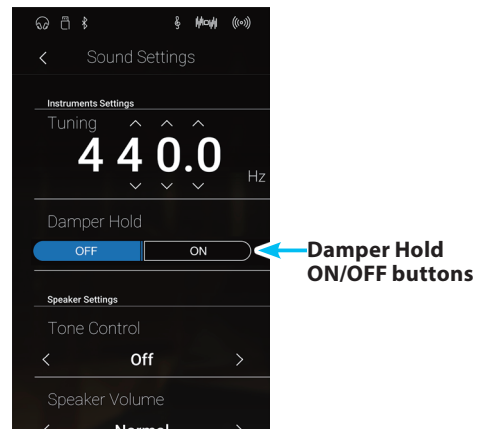 Sound Settings
Instruments Settings
Tuning
440.0
Hz
Damper Hold
OFF ON
Damper Hold
ON/OFF buttons
Speaker Settings
Tone Control
Off
Speaker Volume
Normal